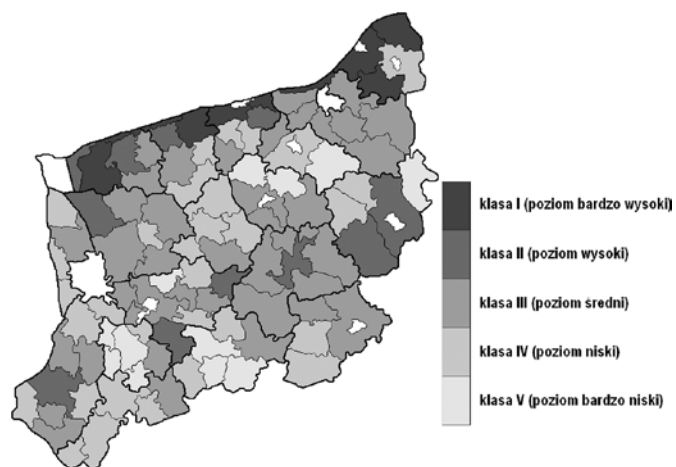 klasa I (poziom bardzo wysoki)
klasa II (poziom wysoki)
klasa III (poziom średni)
klasa IV (poziom niski)
klasa V (poziom bardzo niski)